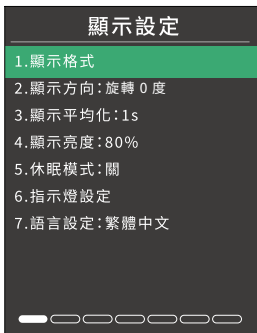 顯示設定
1.顯示格式
2.顯示方向:旋轉 0 度
3.顯示平均化:1s
4.顯示亮度:80%
5.休眠模式:關
6.指示燈設定
7.語言設定:繁體中文